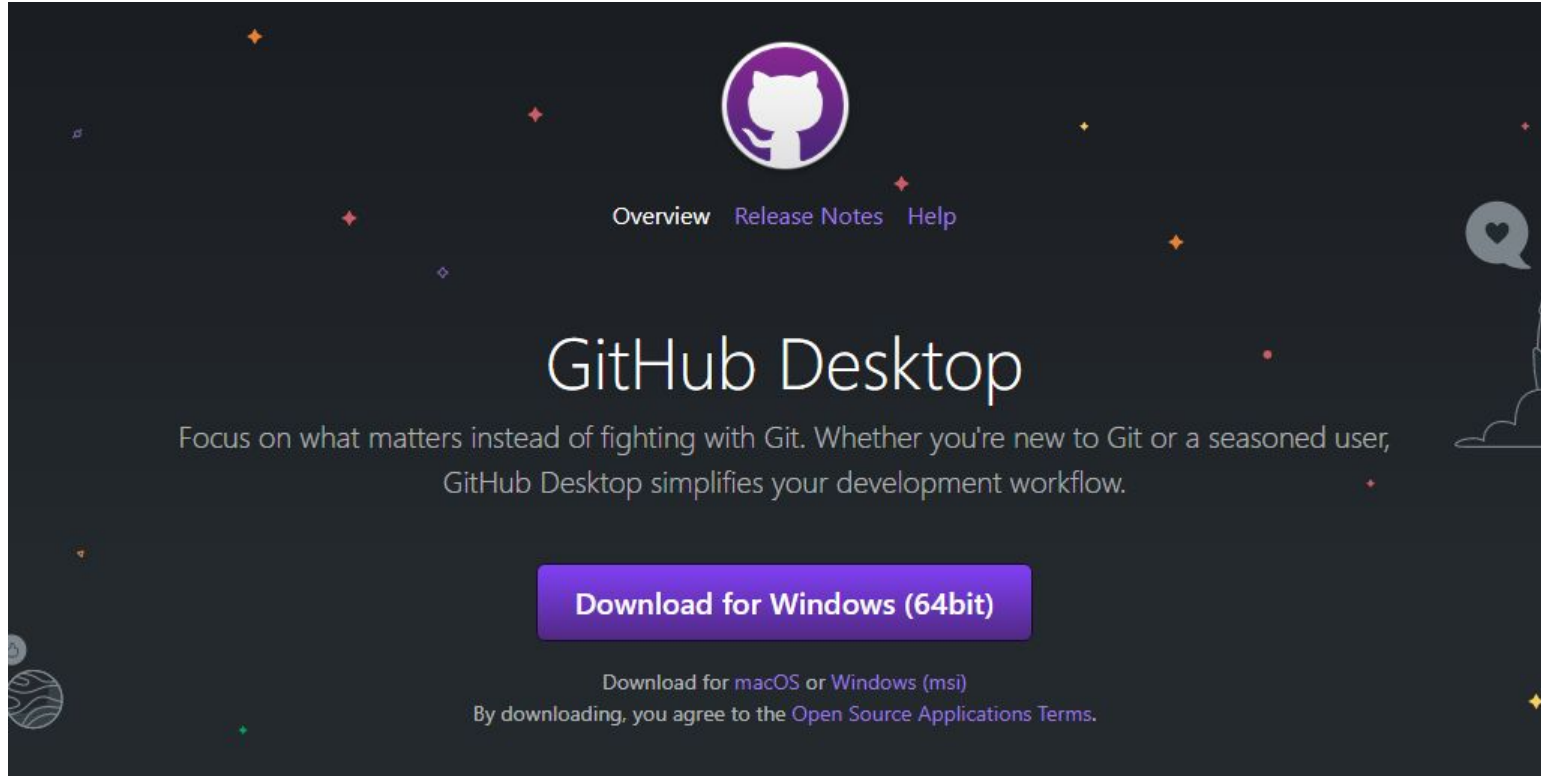 Overview Release Notes Help
GitHub Desktop
Focus on what matters instead of fighting with Git. Whether you're new to Git or a seasoned user,
GitHub Desktop simplifies your development workflow.
Download for Windows (64bit)
Download for macOS or Windows (msi)
By downloading, you agree to the Open Source Applications Terms.